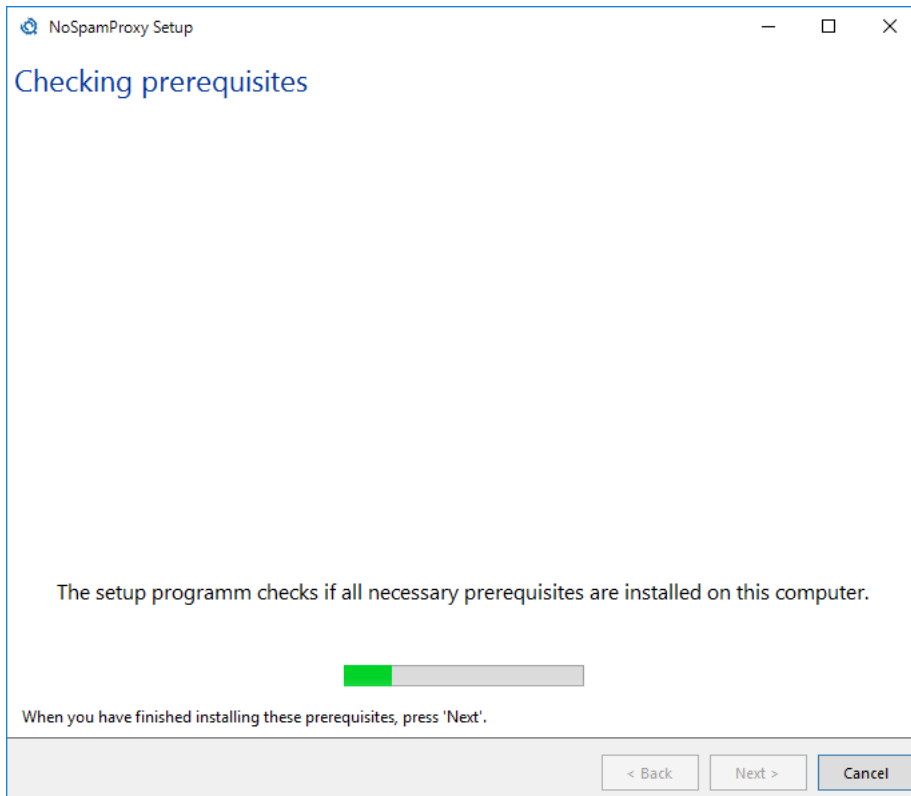 NoSpamProxy Setup
Checking prerequisites
The setup programm checks if all necessary prerequisites are installed on this computer.
When you have finished installing these prerequisites, press 'Next'.
< Back Next > Cancel